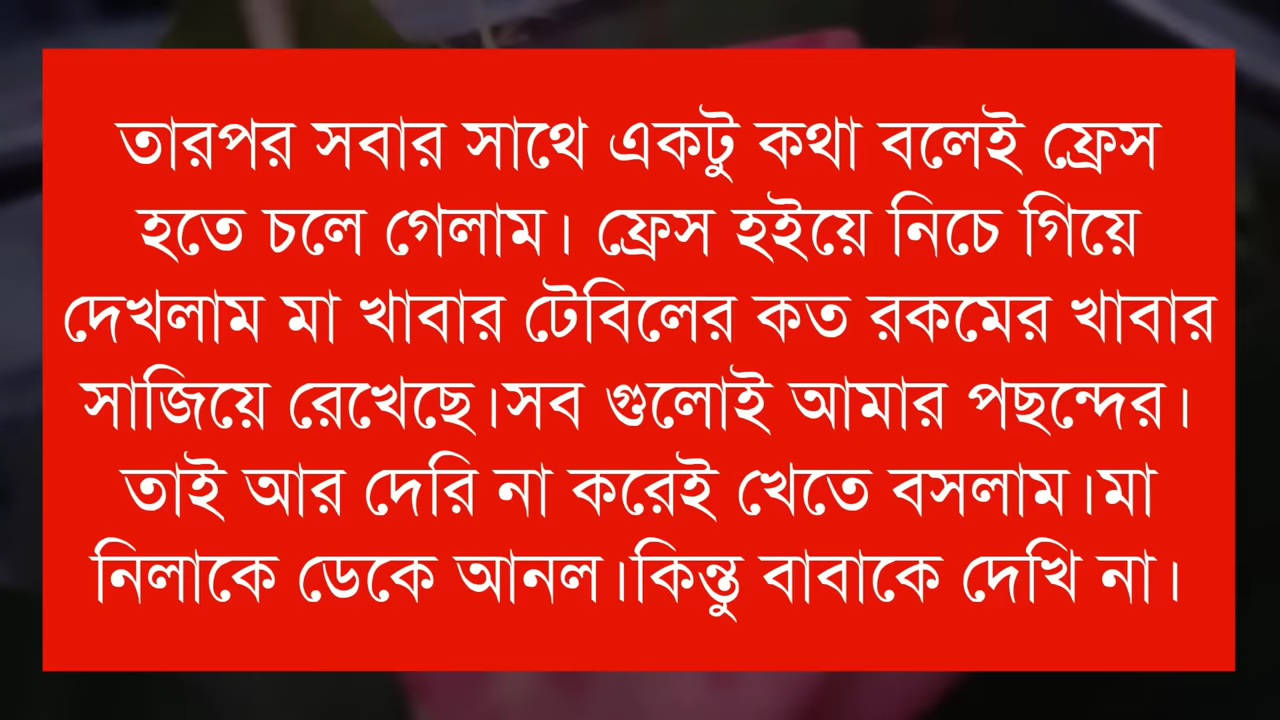 তারপর সবার সাথে একটু কথা বলেই ফ্রেস
হতে চলে গেলাম। ফ্রেস হইয়ে নিচে গিয়ে
দেখলাম মা খাবার টেবিলের কত রকমের খাবার
সাজিয়ে রেখেছে।সব গুলোই আমার পছন্দের।
তাই আর দেরি না করেই খেতে বসলাম।মা
নিলাকে ডেকে আনল।কিন্তু বাবাকে দেখি না।